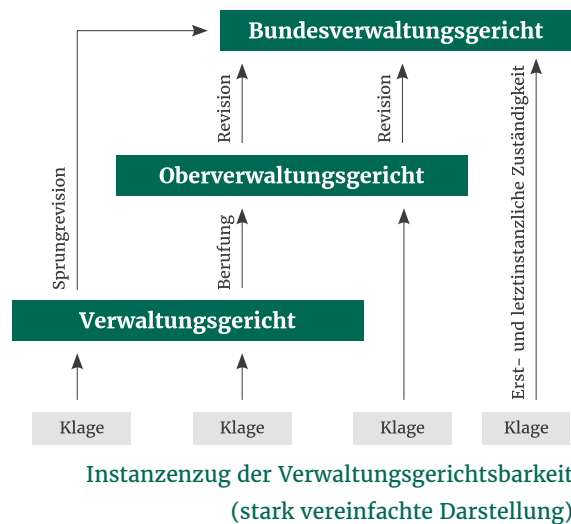 Bundesverwaltungsgericht
Sprungrevision
Revision
Revision
Erst- und letztinstanzliche Zuständigkeit
Oberverwaltungsgericht
Berufung
Verwaltungsgericht
Klage
Klage
Klage
Klage
Instanzenzug der Verwaltungsgerichtsbarkeit
(stark vereinfachte Darstellung)